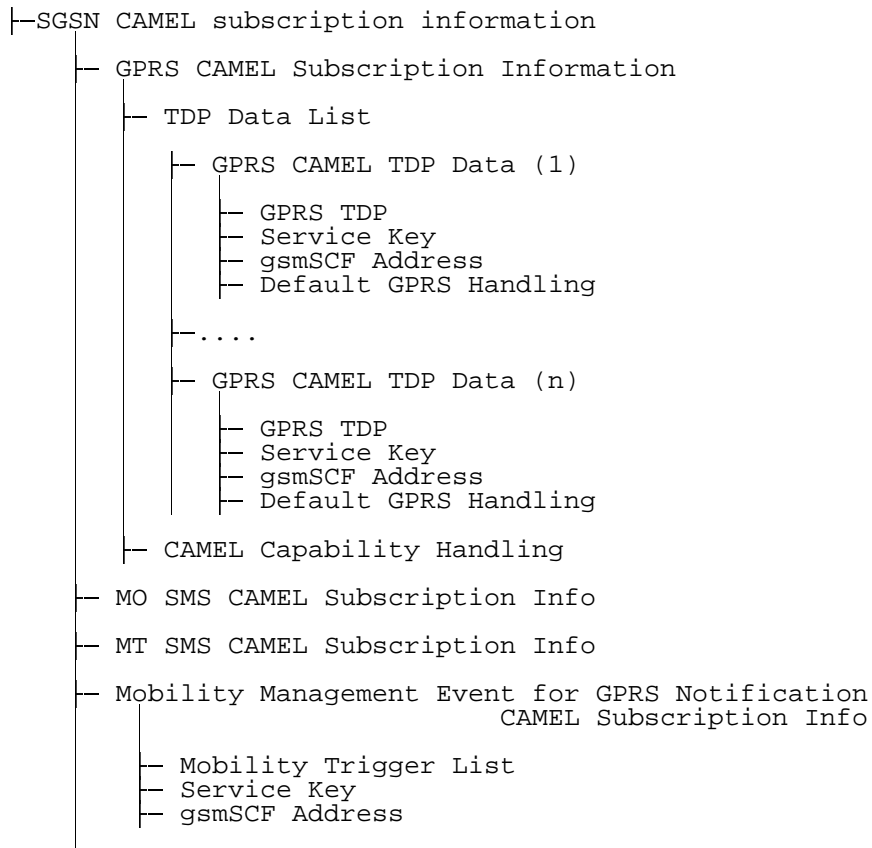 SGSN CAMEL subscription information
GPRS CAMEL Subscription Information
TDP Data List
GPRS CAMEL TDP Data (1)
GPRS TDP
Service Key
gsmSCF Address
Default GPRS Handling
....
GPRS CAMEL TDP Data (n)
GPRS TDP
Service Key
gsmSCF Address
Default GPRS Handling
CAMEL Capability Handling
MO SMS CAMEL Subscription Info
MT SMS CAMEL Subscription Info
Mobility Management Event for GPRS Notification
CAMEL Subscription Info
Mobility Trigger List
Service Key
gsmSCF Address